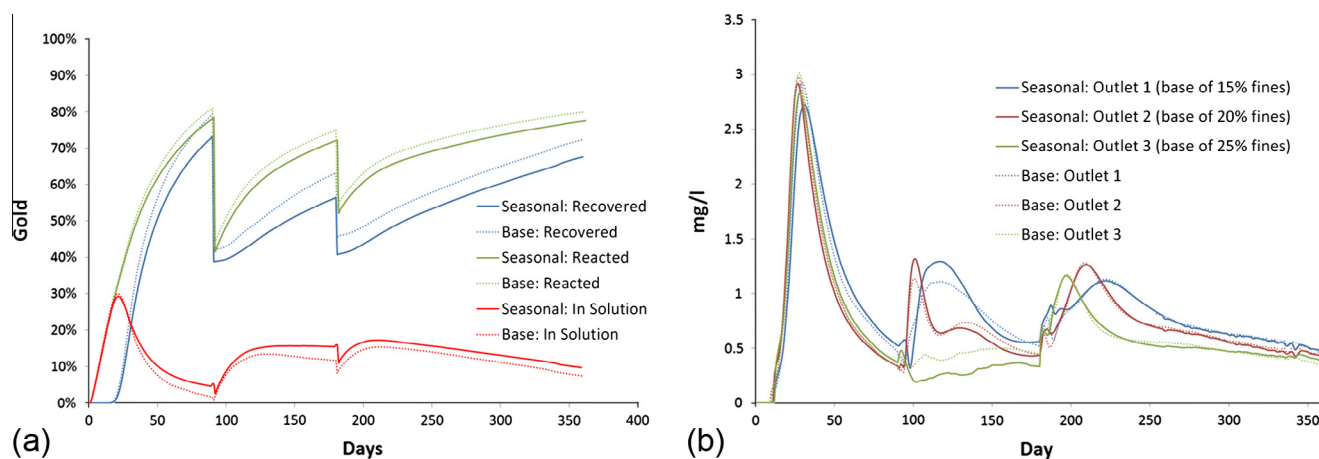 100%
90%
80%
70%
60%
50%
40%
30%
20%
10%
0%
Gold
0 50 100 150 200 250 300 350 400
Days
Seasonal: Recovered
Base: Recovered
Seasonal: Reacted
Base: Reacted
Seasonal: In Solution
Base: In Solution
(a)
3.5
3
2.5
2
1.5
1
0.5
0
mg/l
0 50 100 150 200 250 300 350
Day
Seasonal: Outlet 1 (base of 15% fines)
Seasonal: Outlet 2 (base of 20% fines)
Seasonal: Outlet 3 (base of 25% fines)
Base: Outlet 1
Base: Outlet 2
Base: Outlet 3
(b)